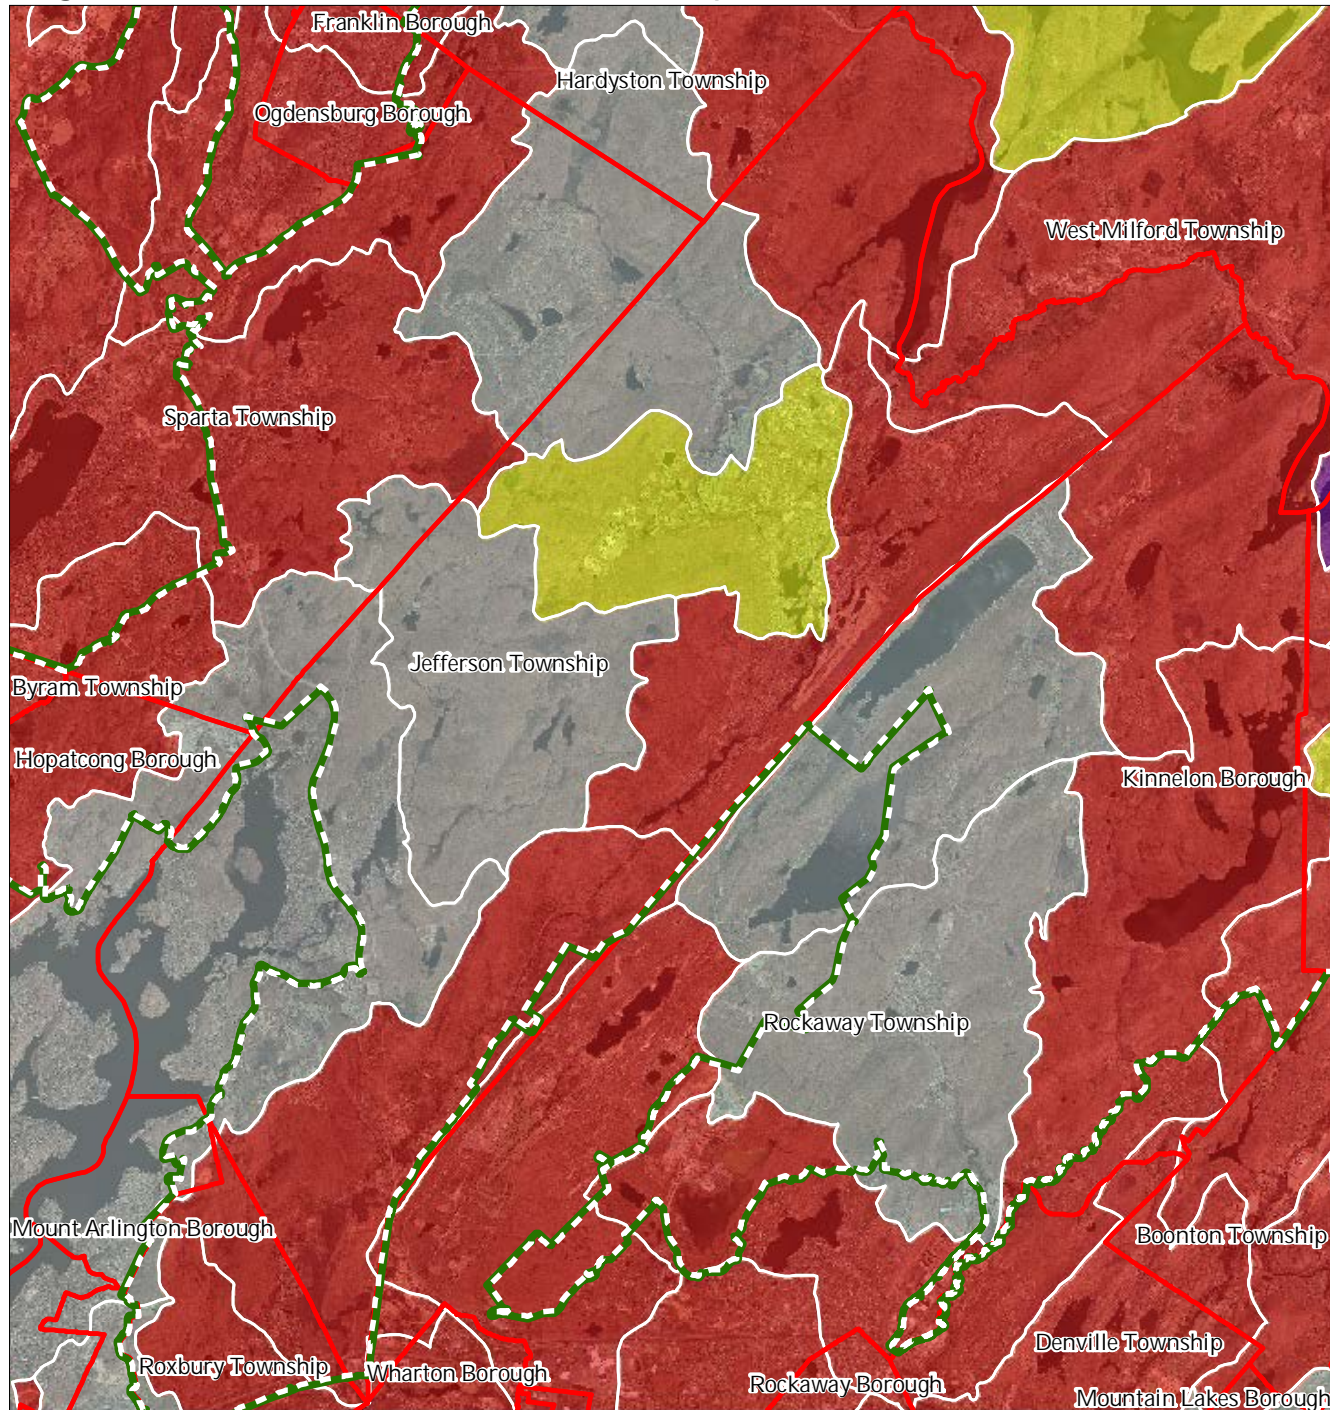 Franklin Borough
Hardyston Township
Ogdensburg Borough
West Milford Township
Sparta Township
Jefferson Township
Byram Township
Hopatcong Borough
Kinnelon Borough
Rockaway Township
Mount Arlington Borough
Boonton Township
Denville Township
Roxbury Township
Wharton Borough
Rockaway Borough
Mountain Lakes Borough